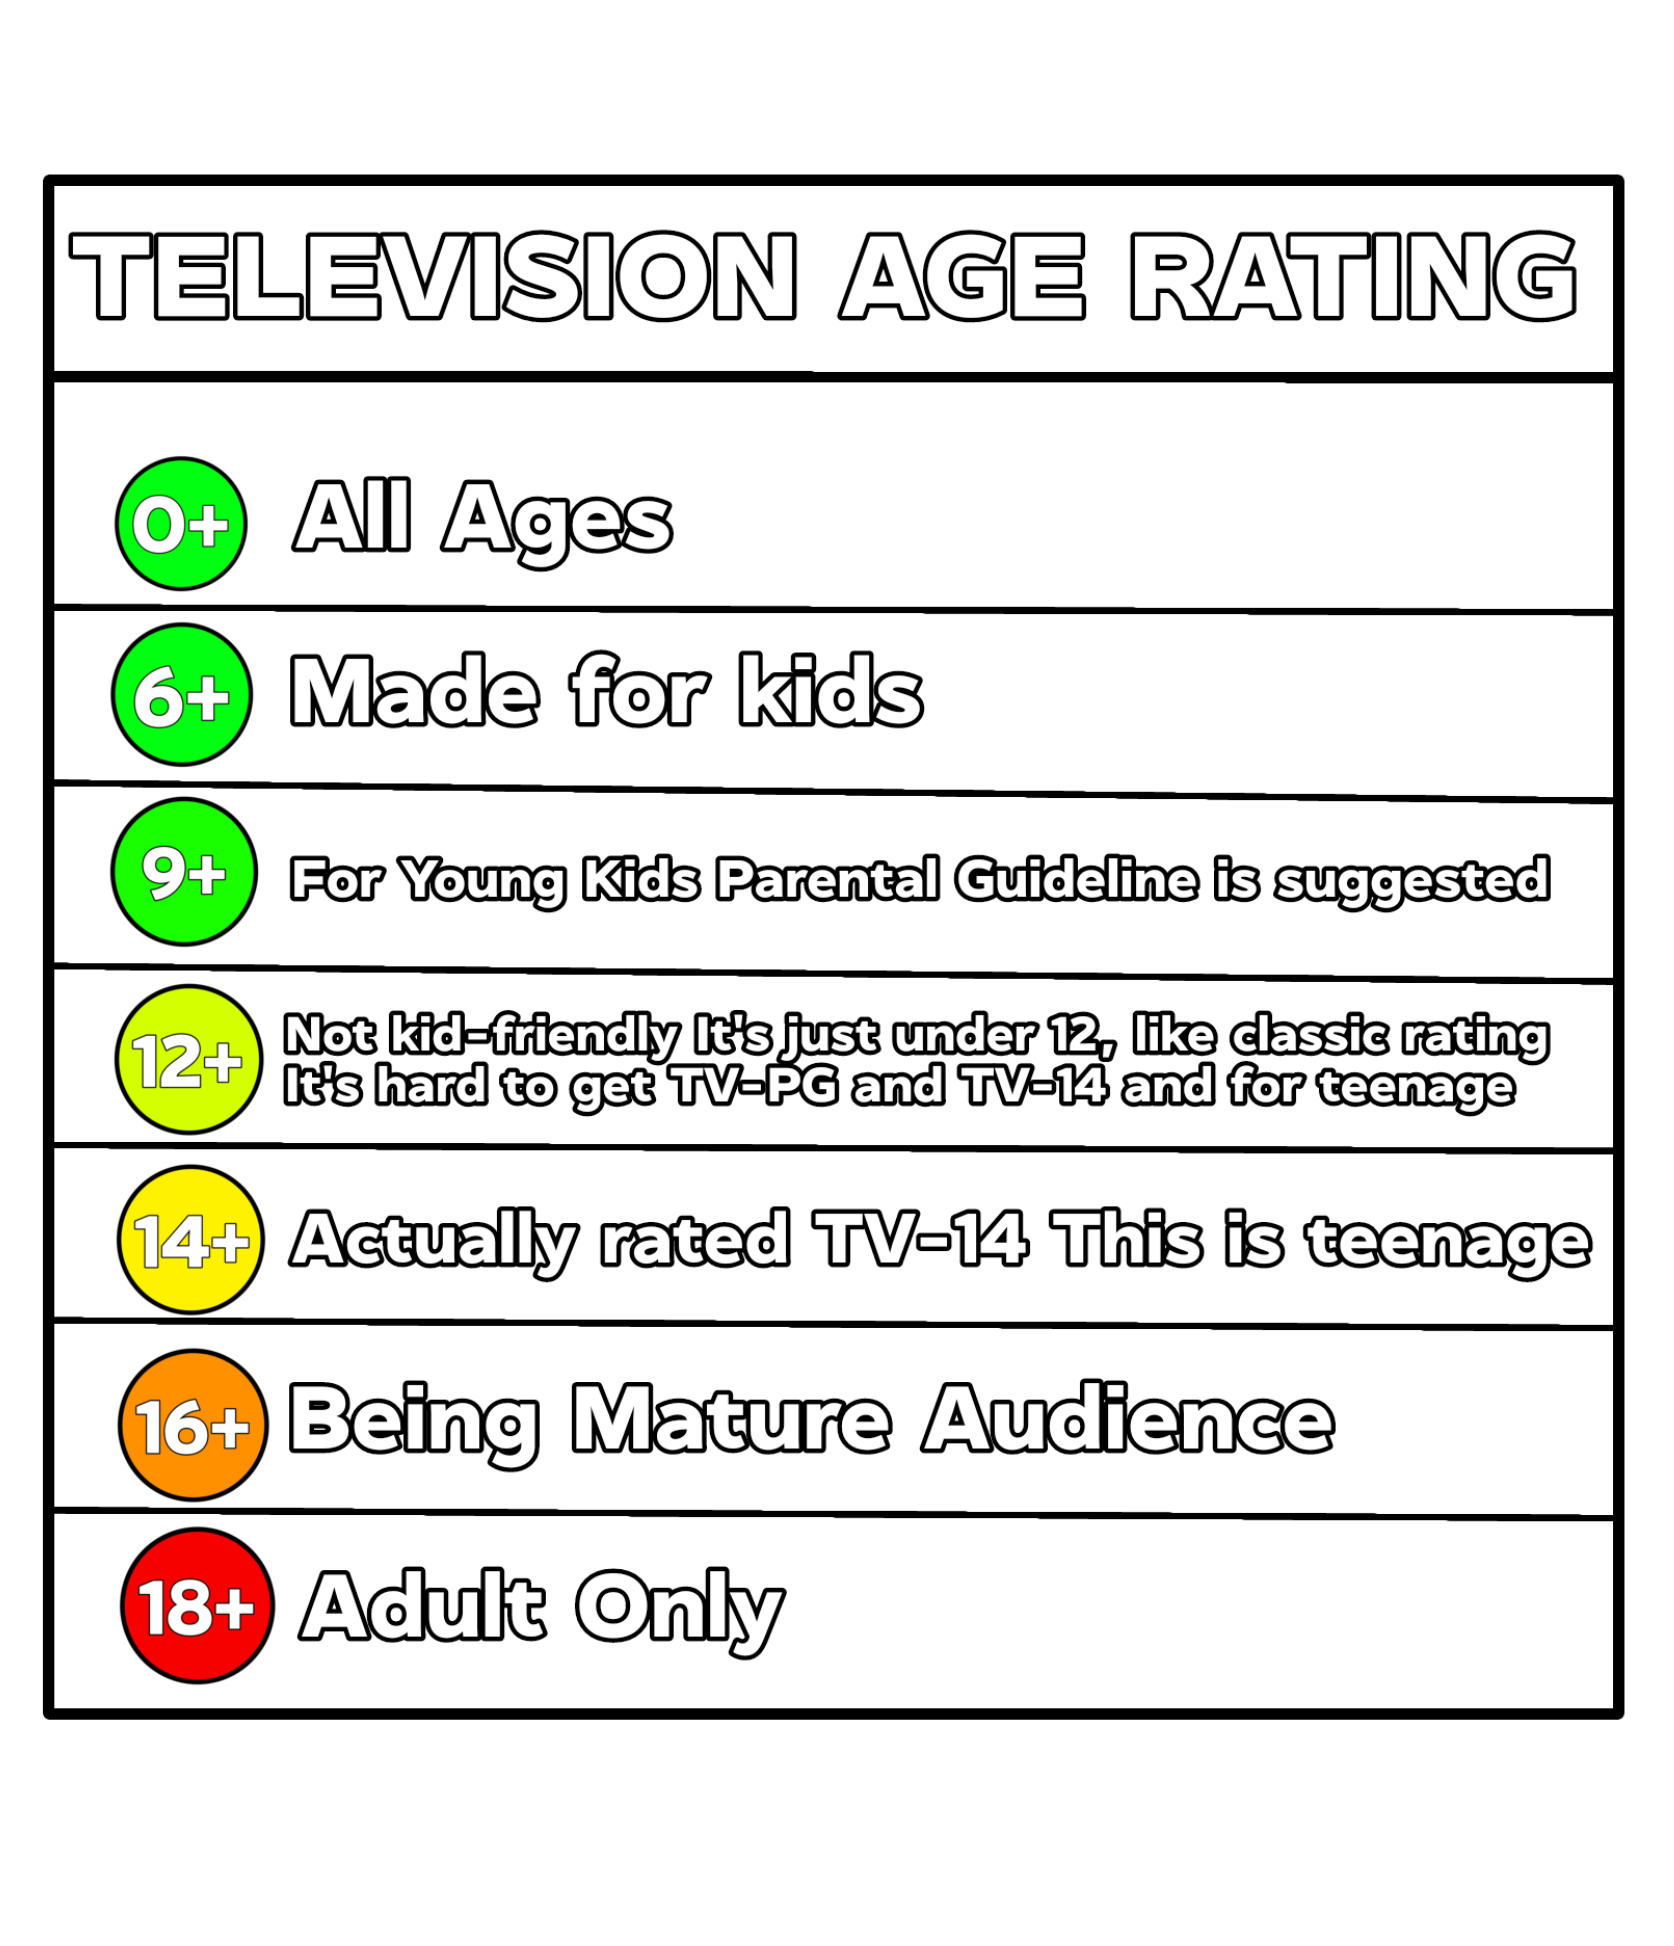 TELEVISION AGE RATING
0+ All Ages
6+ Made for kids
9+ For Young Kids Parental Guideline is suggested
12+ Not kid-friendly It's just under 12, like classic rating
It's hard to get TV-PG and TV-14 and for teenage
14+ Actually rated TV-14 This is teenage
16+ Being Mature Audience
18+ Adult Only